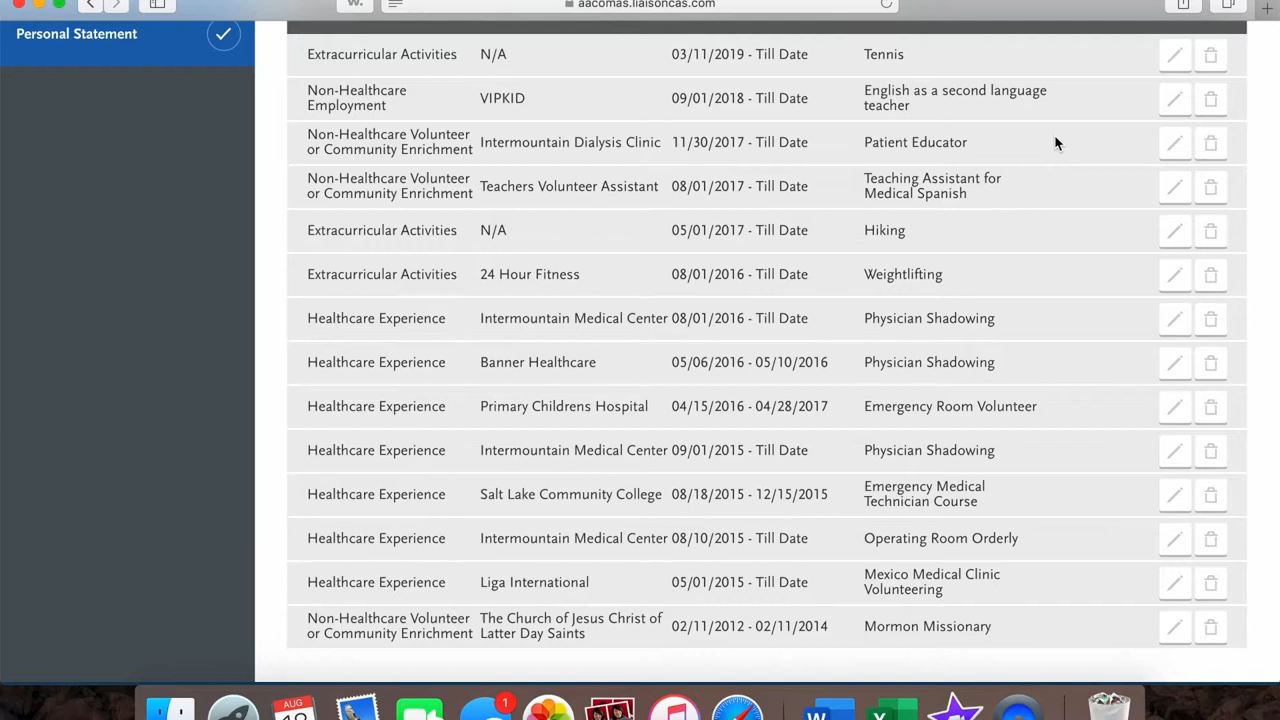 aacomas.liaisoncas.com
Personal Statement
Extracurricular Activities N/A 03/11/2019 - Till Date Tennis
Non-Healthcare Employment VIPKID 09/01/2018 - Till Date English as a second language teacher
Non-Healthcare Volunteer or Community Enrichment Intermountain Dialysis Clinic 11/30/2017 - Till Date Patient Educator
Non-Healthcare Volunteer or Community Enrichment Teachers Volunteer Assistant 08/01/2017 - Till Date Teaching Assistant for Medical Spanish
Extracurricular Activities N/A 05/01/2017 - Till Date Hiking
Extracurricular Activities 24 Hour Fitness 08/01/2016 - Till Date Weightlifting
Healthcare Experience Intermountain Medical Center 08/01/2016 - Till Date Physician Shadowing
Healthcare Experience Banner Healthcare 05/06/2016 - 05/10/2016 Physician Shadowing
Healthcare Experience Primary Childrens Hospital 04/15/2016 - 04/28/2017 Emergency Room Volunteer
Healthcare Experience Intermountain Medical Center 09/01/2015 - Till Date Physician Shadowing
Healthcare Experience Salt Lake Community College 08/18/2015 - 12/15/2015 Emergency Medical Technician Course
Healthcare Experience Intermountain Medical Center 08/10/2015 - Till Date Operating Room Orderly
Healthcare Experience Liga International 05/01/2015 - Till Date Mexico Medical Clinic Volunteering
Non-Healthcare Volunteer or Community Enrichment The Church of Jesus Christ of Latter Day Saints 02/11/2012 - 02/11/2014 Mormon Missionary
AUG
1
W
X